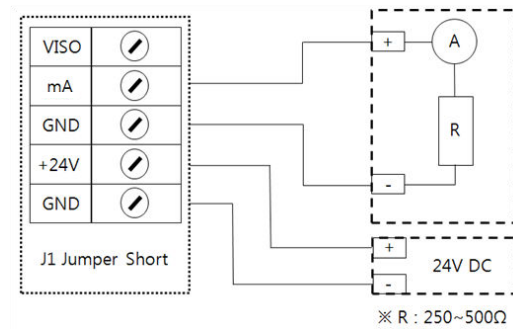 VISO
mA
GND
+24V
GND
J1 Jumper Short
+
A
R
-
+
24V DC
-
※ R : 250~500Ω